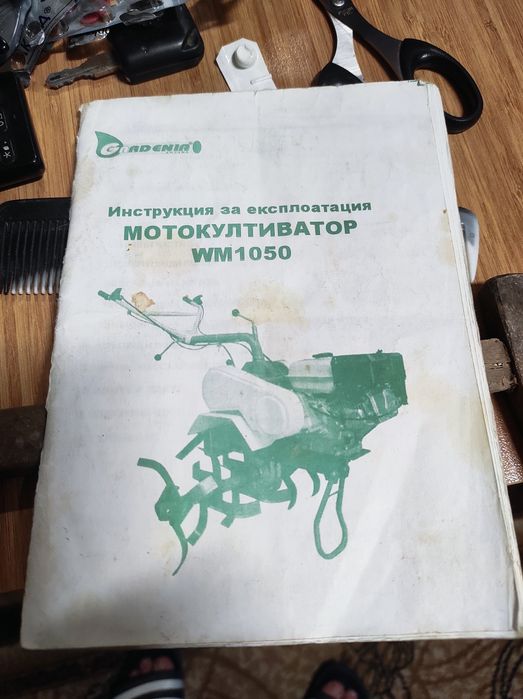 GARDENIA
Инструкция за експлоатация
МОТОКУЛТИВАТОР
WM1050